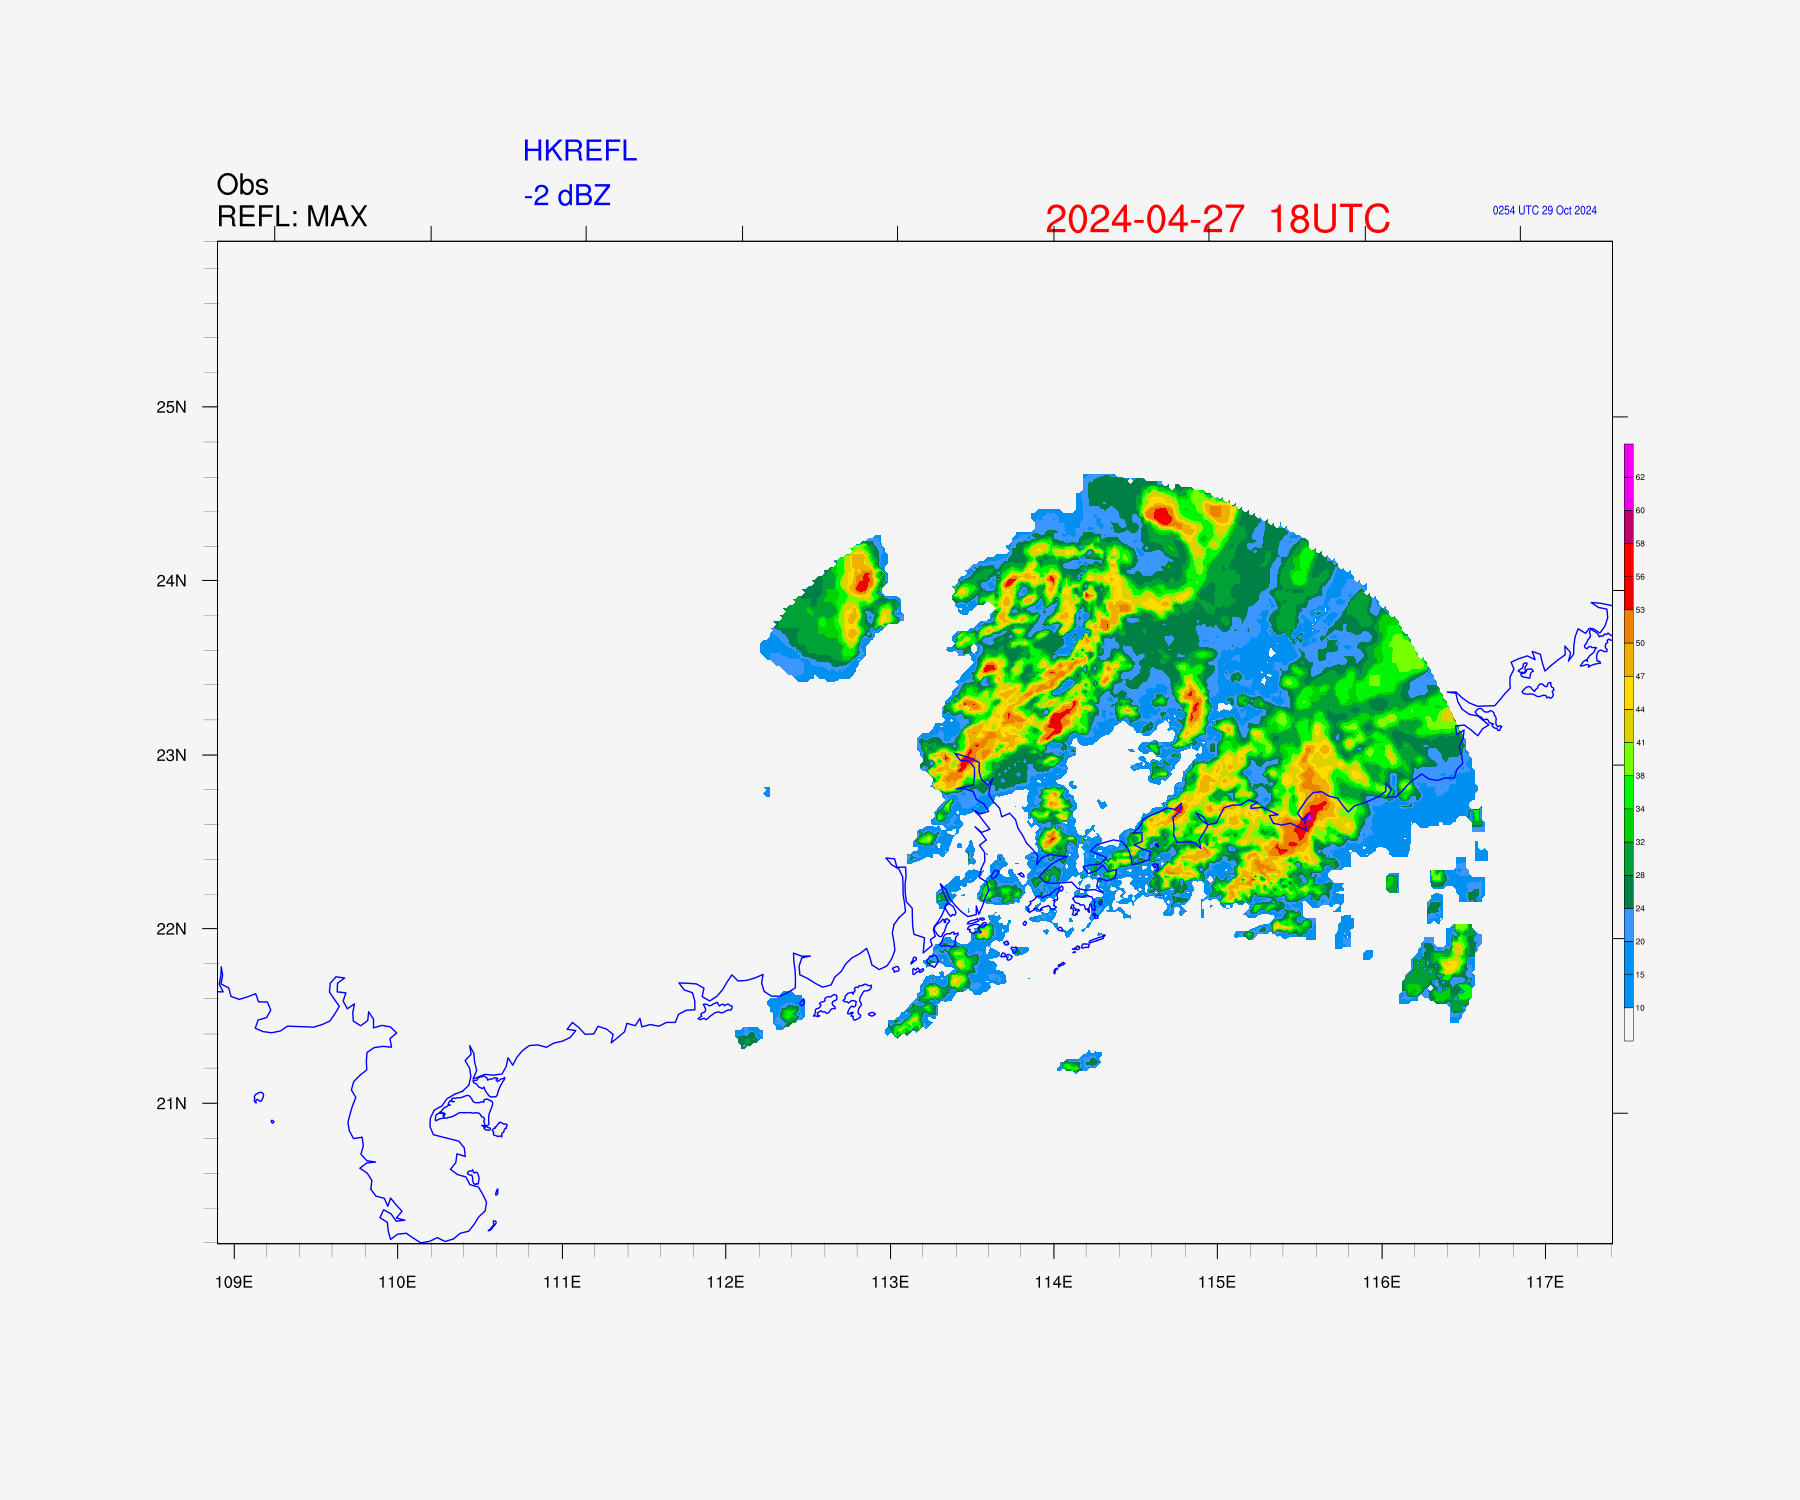 HKREFL
Obs
-2 dBZ
REFL: MAX
2024-04-27 18UTC
0254 UTC 29 Oct 2024
25N
24N
23N
22N
21N
62
60
58
56
53
50
47
44
41
38
34
32
28
24
20
15
10
109E 110E 111E 112E 113E 114E 115E 116E 117E